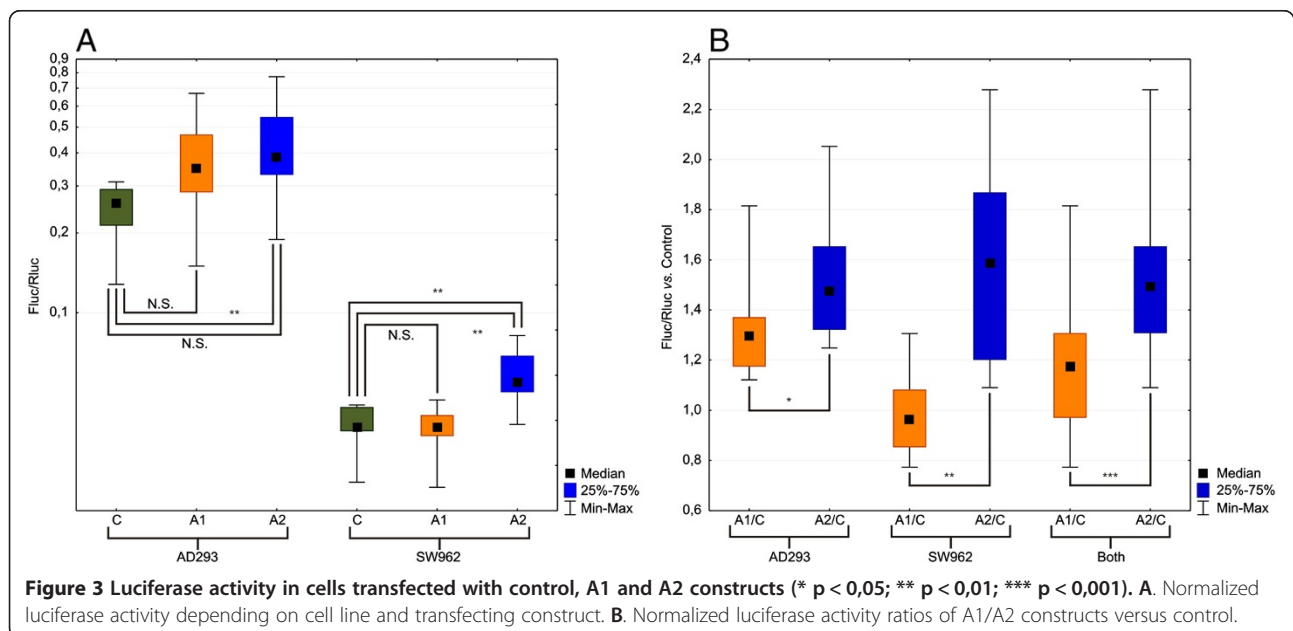 A
0,9
0,8
0,7
0,6
0,5
0,4
0,3
0,2
0,1
Fluc/Rluc
N.S.
**
N.S.
**
N.S.
**
C A1 A2 C A1 A2
AD293 SW962
Median
25%-75%
Min-Max
B
2,4
2,2
2,0
1,8
1,6
1,4
1,2
1,0
0,8
0,6
Fluc/Rluc vs. Control
*
**
***
A1/C A2/C A1/C A2/C A1/C A2/C
AD293 SW962 Both
Median
25%-75%
Min-Max
Figure 3 Luciferase activity in cells transfected with control, A1 and A2 constructs (* p < 0,05; ** p < 0,01; *** p < 0,001). A. Normalized
luciferase activity depending on cell line and transfecting construct. B. Normalized luciferase activity ratios of A1/A2 constructs versus control.